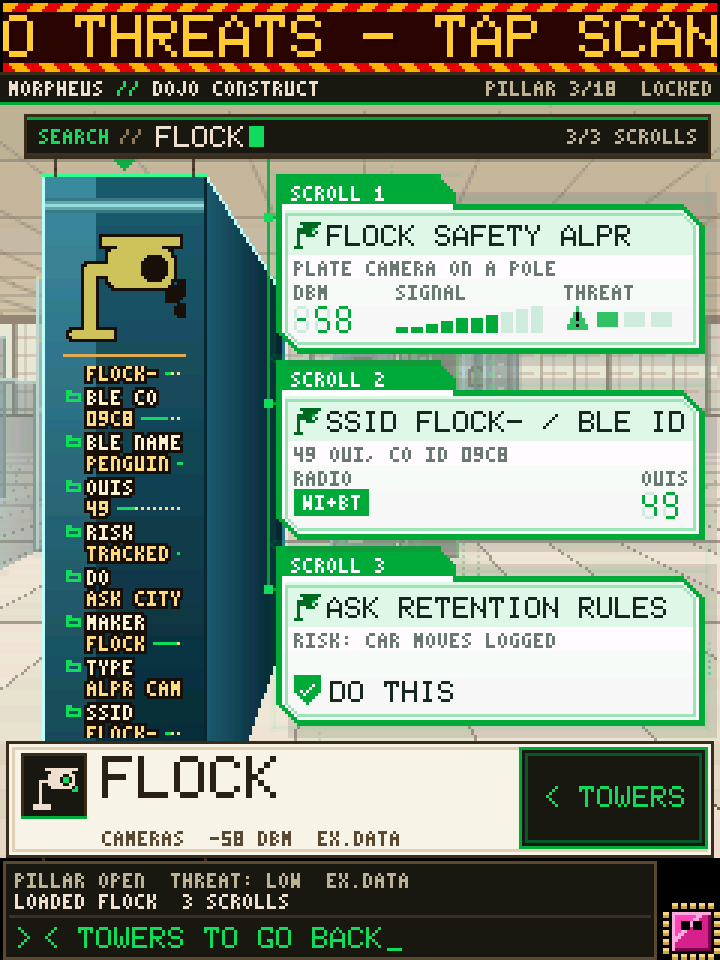 O THREATS - TAP SCAN
MORPHEUS // DOJO CONSTRUCT
PILLAR 3/18 LOCKED
SEARCH // FLOCK
3/3 SCROLLS
FLOCK-
BLE CO
09C8
BLE NAME
PENGUIN
OUIS
49
RISK
TRACKED
DO
ASK CITY
MAKER
FLOCK
TYPE
ALPR CAM
SSID
FLOCK-
SCROLL 1
FLOCK SAFETY ALPR
PLATE CAMERA ON A POLE
DBM SIGNAL THREAT
-58
SCROLL 2
SSID FLOCK- / BLE ID
49 OUI, CO ID 09C8
RADIO OUIS
WI+BT 49
SCROLL 3
ASK RETENTION RULES
RISK: CAR MOVES LOGGED
DO THIS
FLOCK
CAMERAS -58 DBM EX.DATA
< TOWERS
PILLAR OPEN THREAT: LOW EX.DATA
LOADED FLOCK 3 SCROLLS
> < TOWERS TO GO BACK_